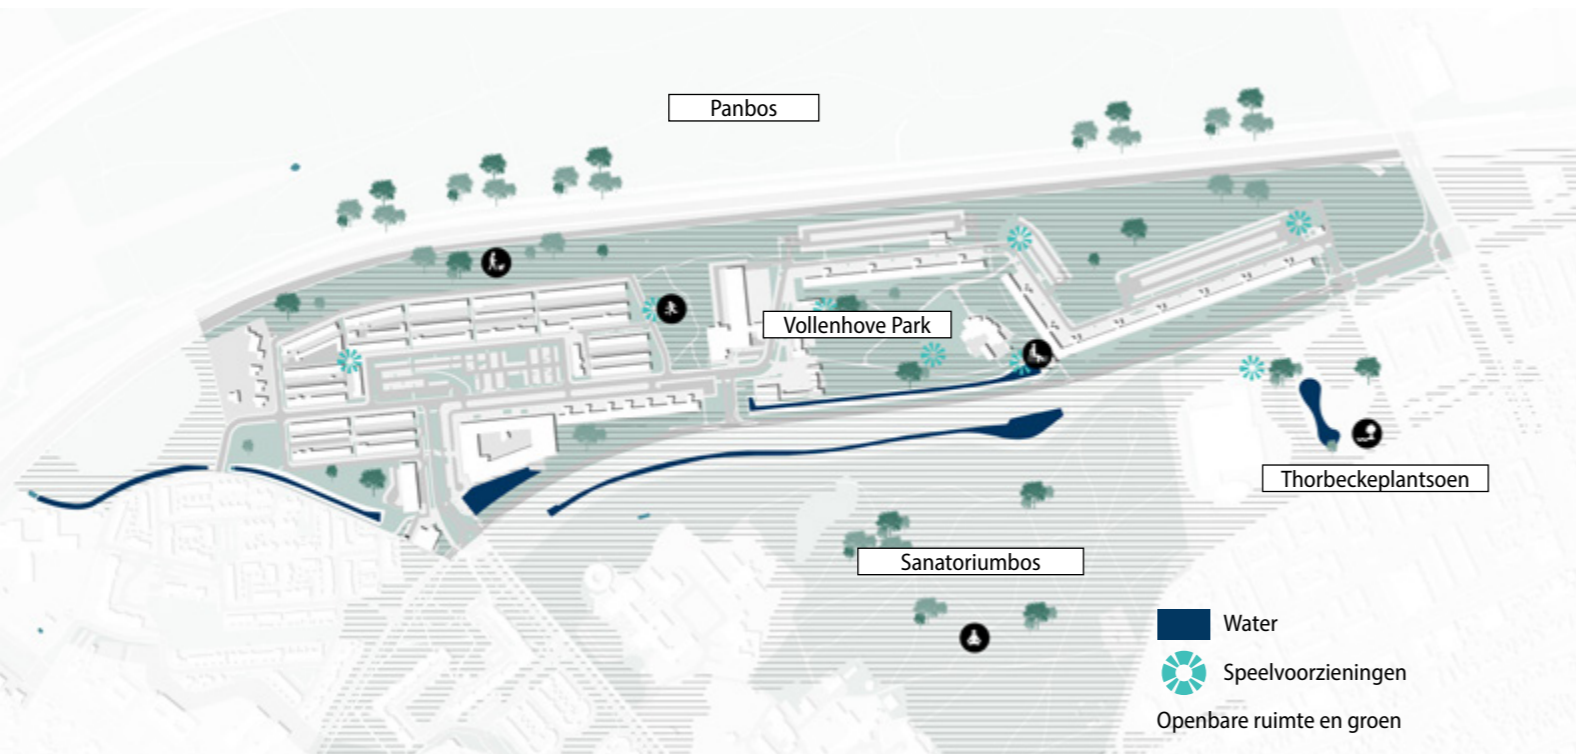 Panbos
Vollenhove Park
Thorbeckeplantsoen
Sanatoriumbos
Water
Speelvoorzieningen
Openbare ruimte en groen